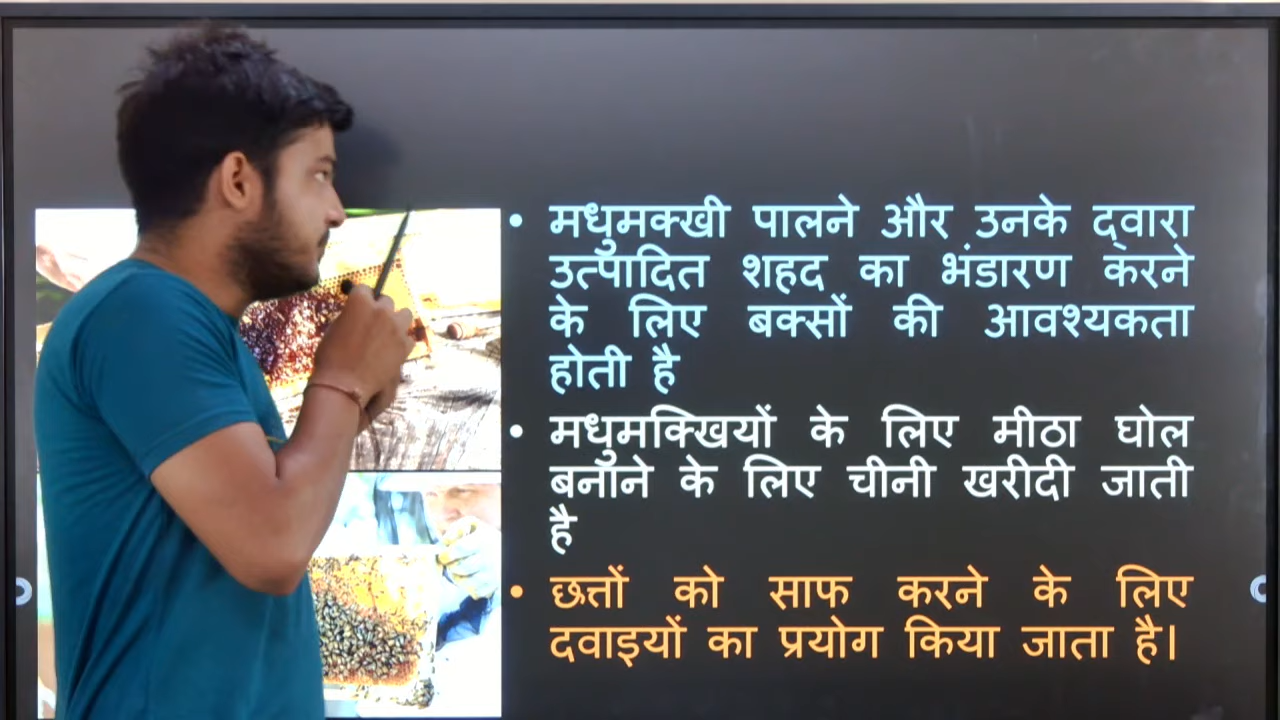 • मधुमक्खी पालने और उनके द्वारा
उत्पादित शहद का भंडारण करने
के लिए बक्सों की आवश्यकता
होती है
• मधुमक्खियों के लिए मीठा घोल
बनाने के लिए चीनी खरीदी जाती
है
• छत्तों को साफ करने के लिए
दवाइयों का प्रयोग किया जाता है।